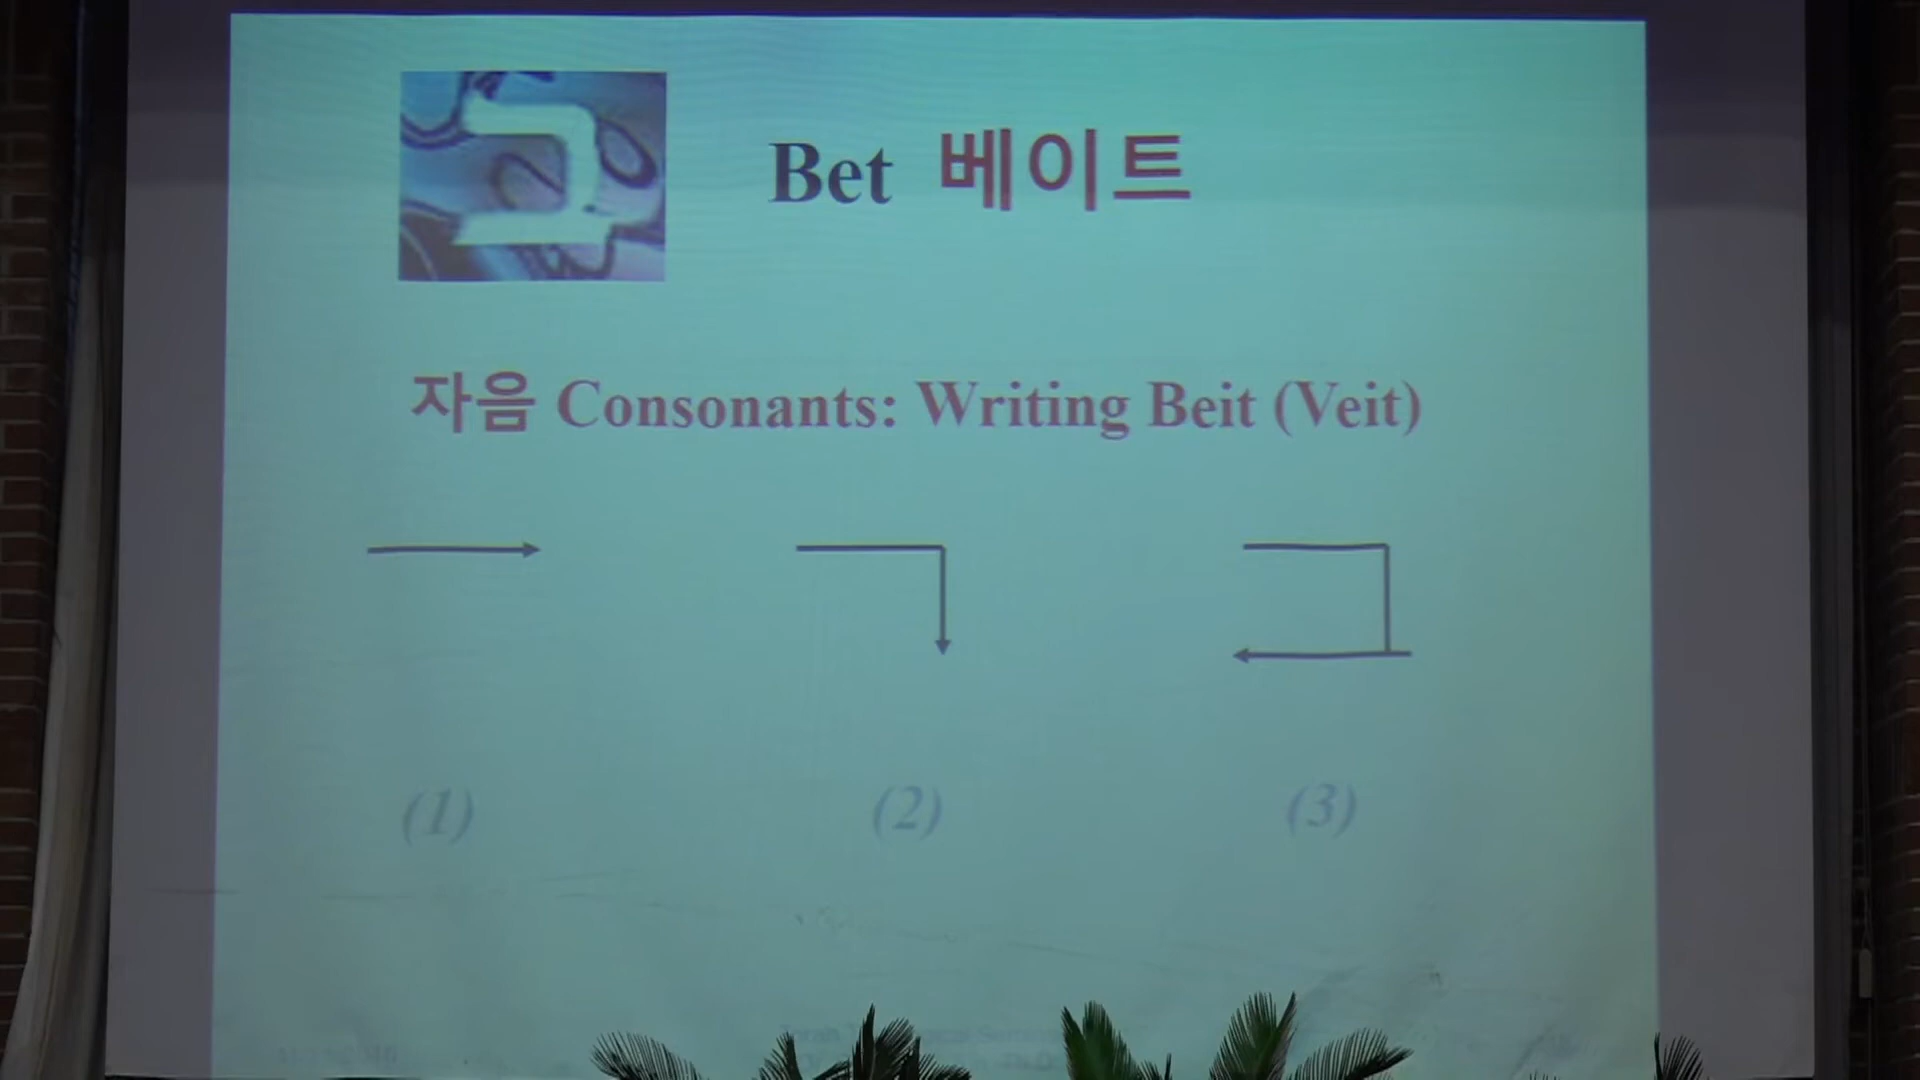 ב
Bet 베이트
자음 Consonants: Writing Beit (Veit)
(1) (2) (3)